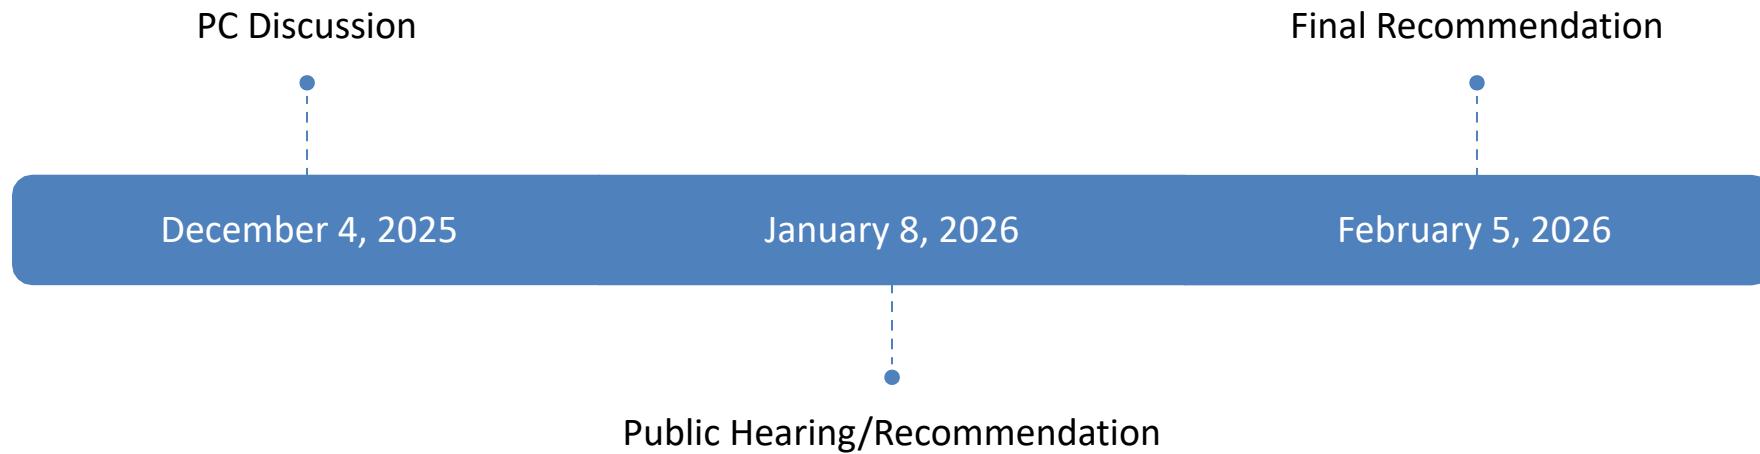 PC Discussion
Final Recommendation
December 4, 2025
January 8, 2026
February 5, 2026
Public Hearing/Recommendation